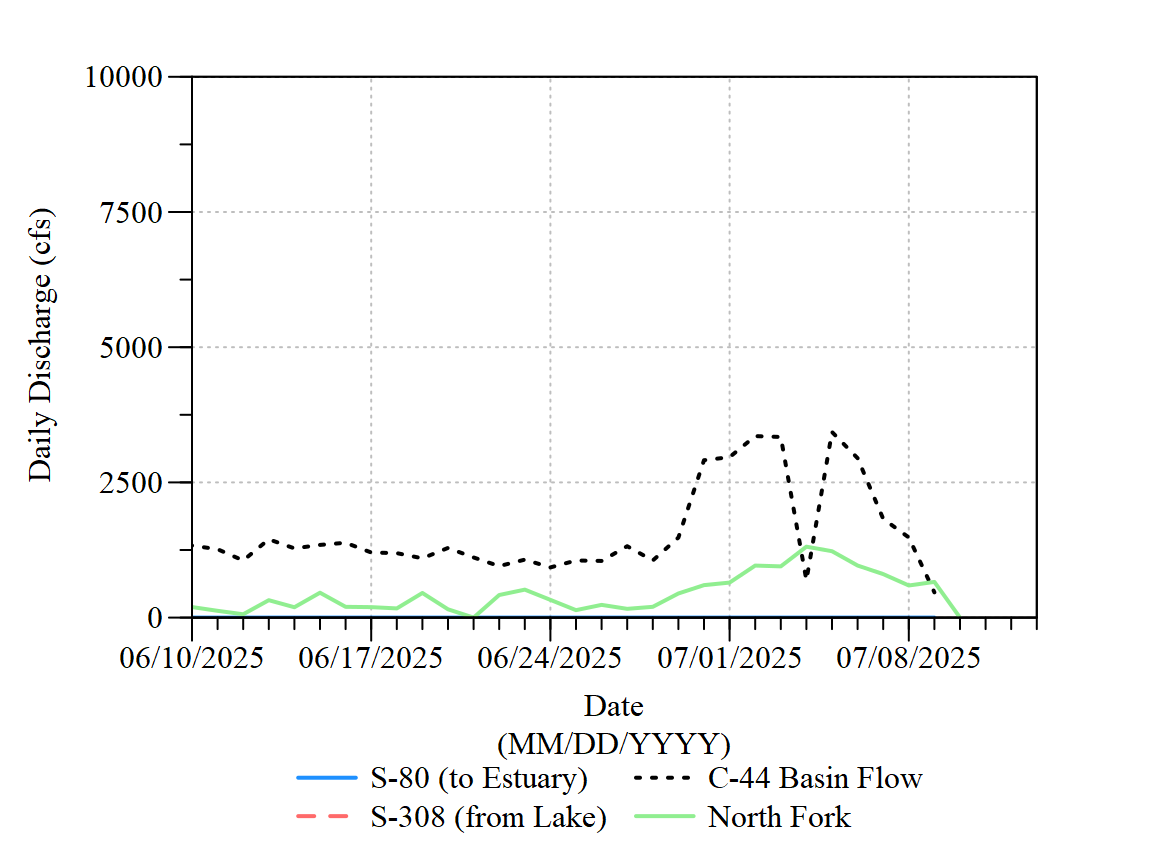 10000
7500
5000
2500
0
Daily Discharge (cfs)
06/10/2025 06/17/2025 06/24/2025 07/01/2025 07/08/2025
Date
(MM/DD/YYYY)
S-80 (to Estuary) C-44 Basin Flow
S-308 (from Lake) North Fork